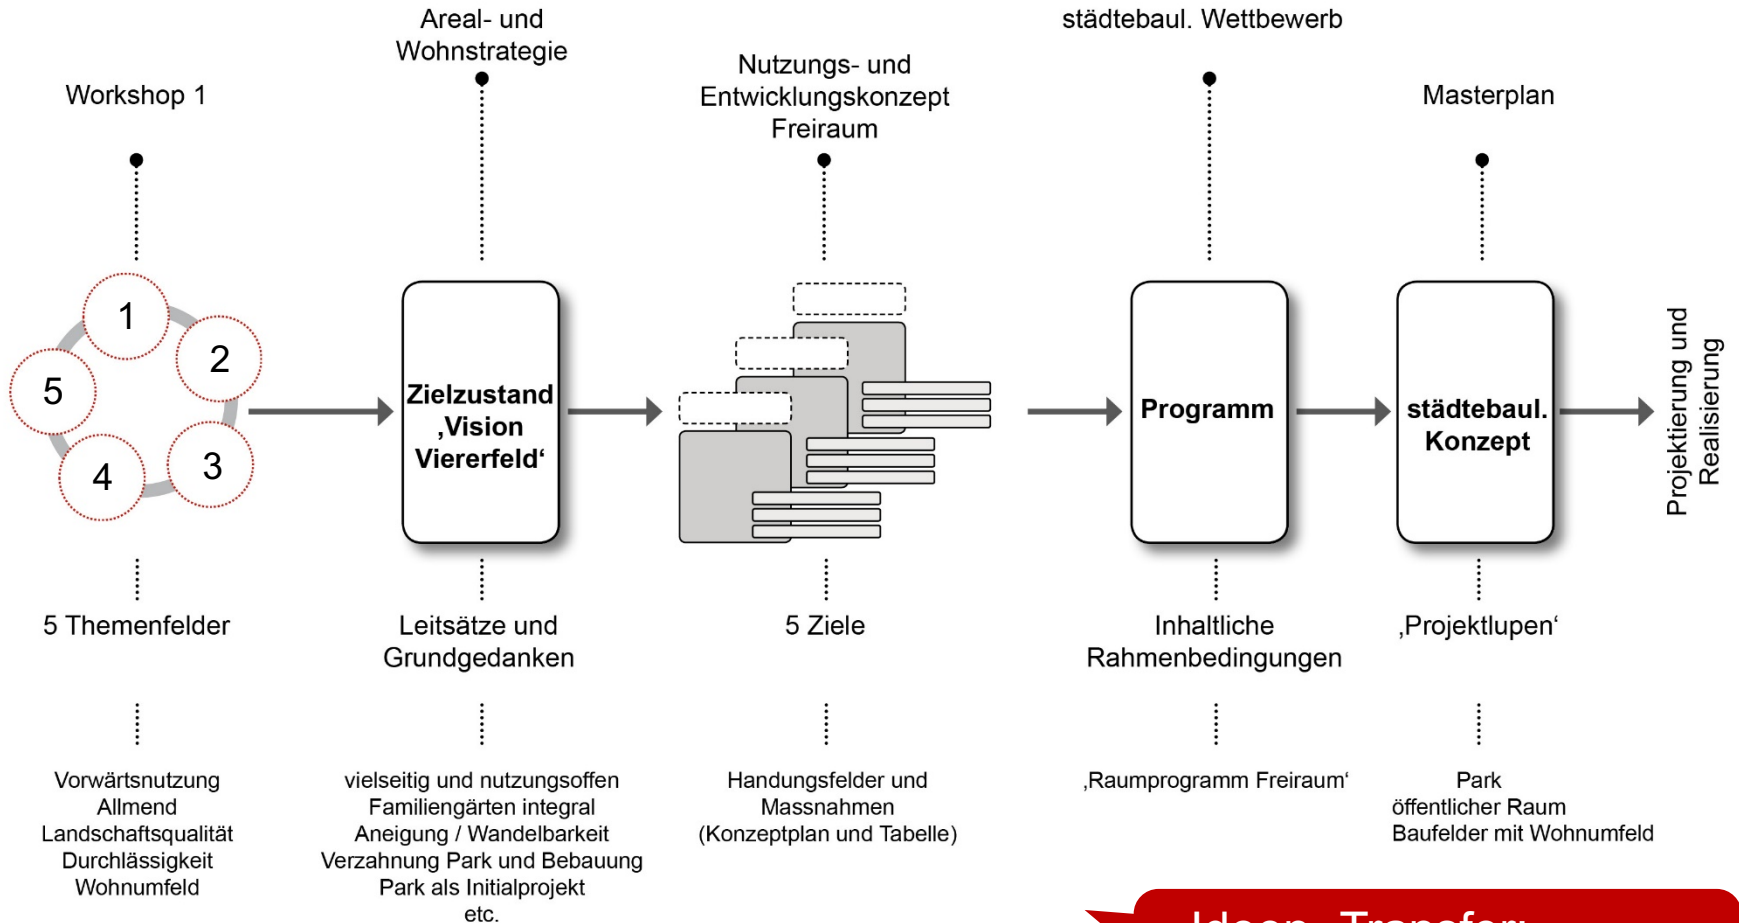 Workshop 1
Areal- und
Wohnstrategie
Nutzungs- und
Entwicklungskonzept
Freiraum
städtebaul. Wettbewerb
Masterplan
1
2
3
4
5
Zielzustand
‚Vision
Viererfeld‘
Programm
städtebaul.
Konzept
Projektierung und
Realisierung
5 Themenfelder
Leitsätze und
Grundgedanken
5 Ziele
Inhaltliche
Rahmenbedingungen
‚Projektlupen‘
Vorwärtsnutzung
Allmend
Landschaftsqualität
Durchlässigkeit
Wohnumfeld
vielseitig und nutzungsoffen
Familiengärten integral
Aneigung / Wandelbarkeit
Verzahnung Park und Bebauung
Park als Initialprojekt
etc.
Handungsfelder und
Massnahmen
(Konzeptplan und Tabelle)
‚Raumprogramm Freiraum‘
Park
öffentlicher Raum
Baufelder mit Wohnumfeld
Ideen- Transfer: